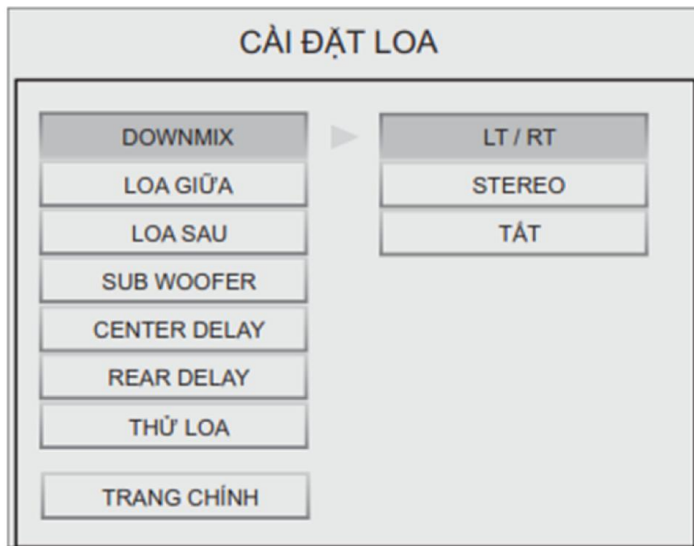 CÀI ĐẶT LOA
DOWNMIX
LT / RT
LOA GIỮA
STEREO
LOA SAU
TẮT
SUB WOOFER
CENTER DELAY
REAR DELAY
THỬ LOA
TRANG CHÍNH